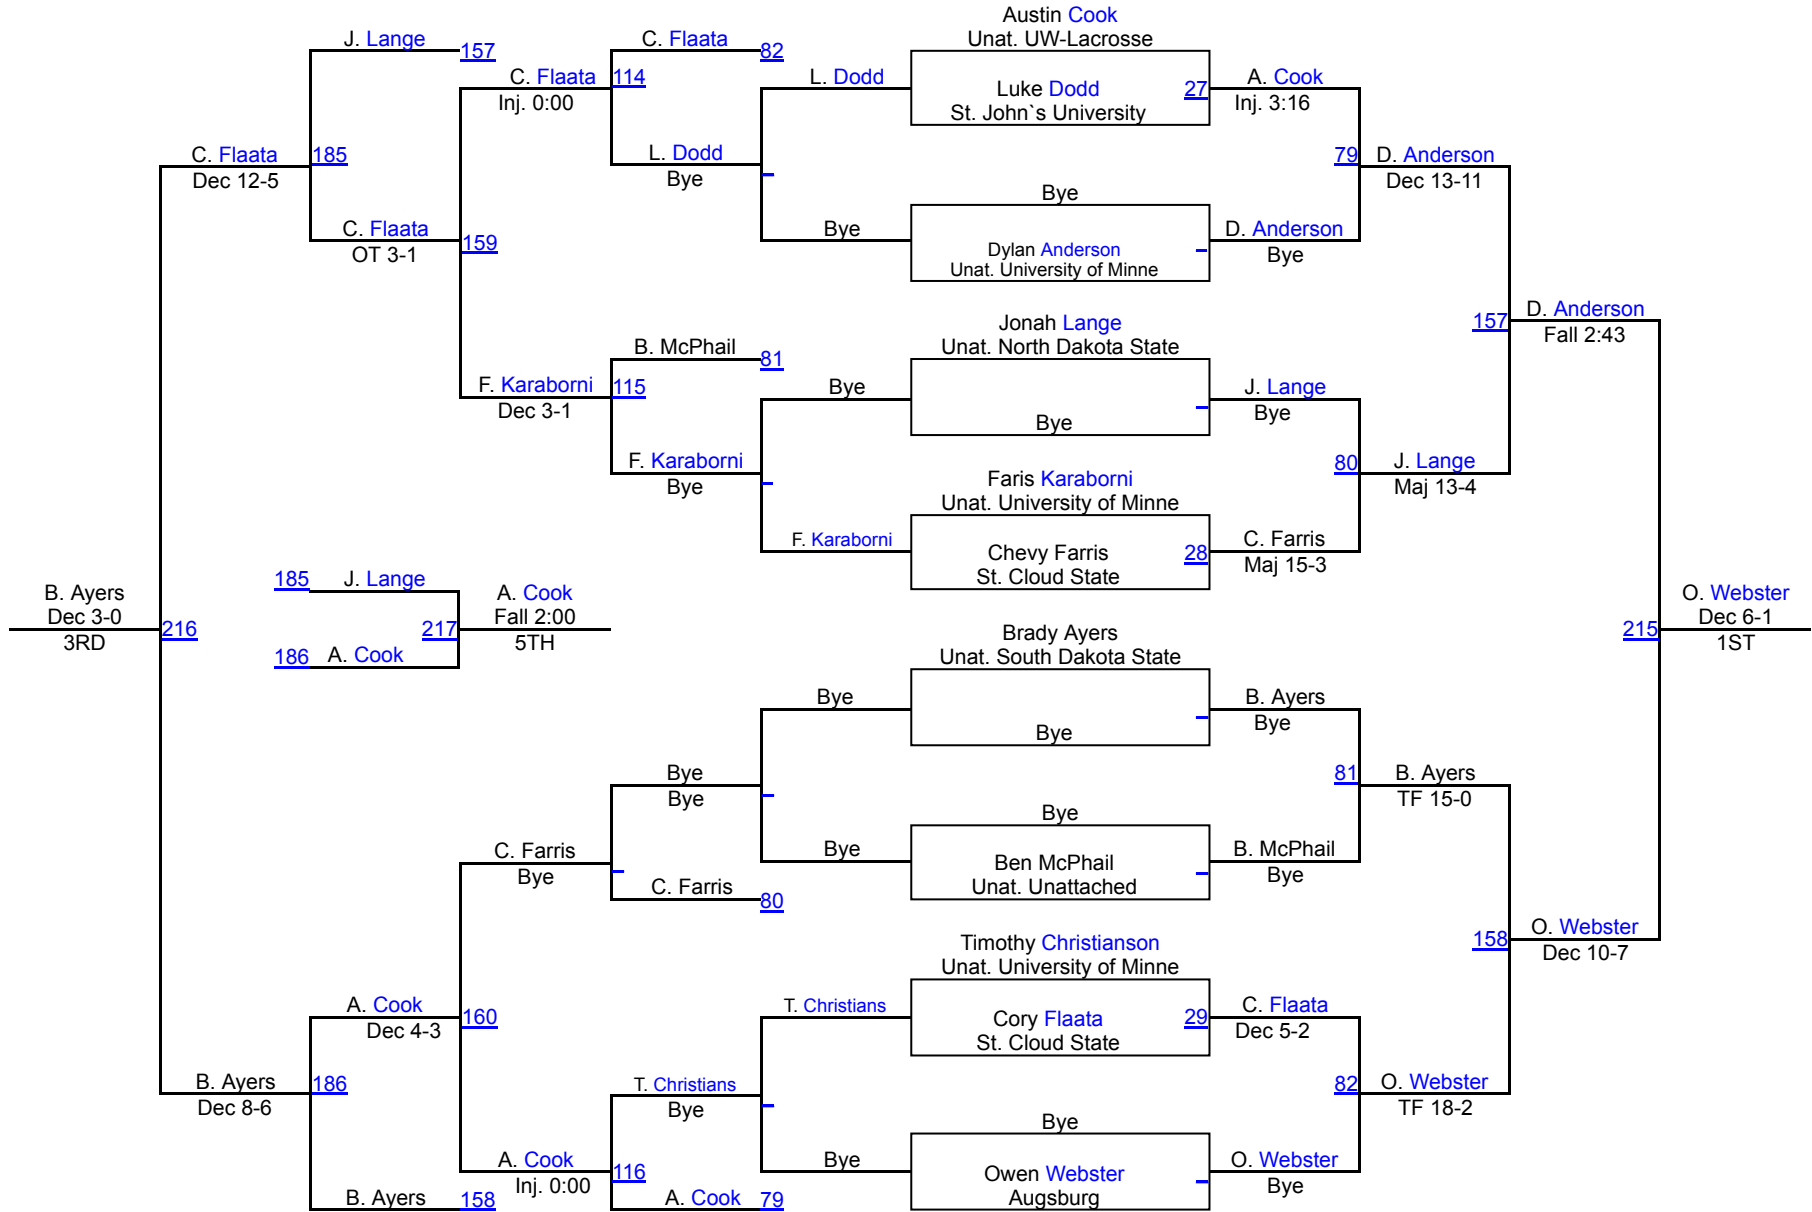 Austin Cook
Unat. UW-Lacrosse
J. Lange
157
C. Flaata
82
C. Flaata
114
Inj. 0:00
L. Dodd
Luke Dodd
St. John`s University
27
A. Cook
Inj. 3:16
C. Flaata
185
Dec 12-5
L. Dodd
Bye
79
D. Anderson
Dec 13-11
Bye
C. Flaata
159
OT 3-1
Bye
Dylan Anderson
Unat. University of Minne
D. Anderson
Bye
157
D. Anderson
Fall 2:43
Jonah Lange
Unat. North Dakota State
B. McPhail
81
F. Karaborni
115
Dec 3-1
Bye
Bye
J. Lange
Bye
F. Karaborni
Bye
80
J. Lange
Maj 13-4
Faris Karaborni
Unat. University of Minne
F. Karaborni
Chevy Farris
St. Cloud State
28
C. Farris
Maj 15-3
185
J. Lange
B. Ayers
Dec 3-0
3RD
216
217
A. Cook
Fall 2:00
5TH
186
A. Cook
215
O. Webster
Dec 6-1
1ST
Brady Ayers
Unat. South Dakota State
Bye
Bye
B. Ayers
Bye
Bye
Bye
81
B. Ayers
TF 15-0
Bye
C. Farris
Bye
Bye
Ben McPhail
Unat. Unattached
B. McPhail
Bye
C. Farris
80
158
O. Webster
Dec 10-7
Timothy Christianson
Unat. University of Minne
A. Cook
160
Dec 4-3
T. Christians
Cory Flaata
St. Cloud State
29
C. Flaata
Dec 5-2
B. Ayers
186
Dec 8-6
T. Christians
Bye
82
O. Webster
TF 18-2
Bye
A. Cook
116
Inj. 0:00
Bye
Owen Webster
Augsburg
O. Webster
Bye
B. Ayers
158
A. Cook
79